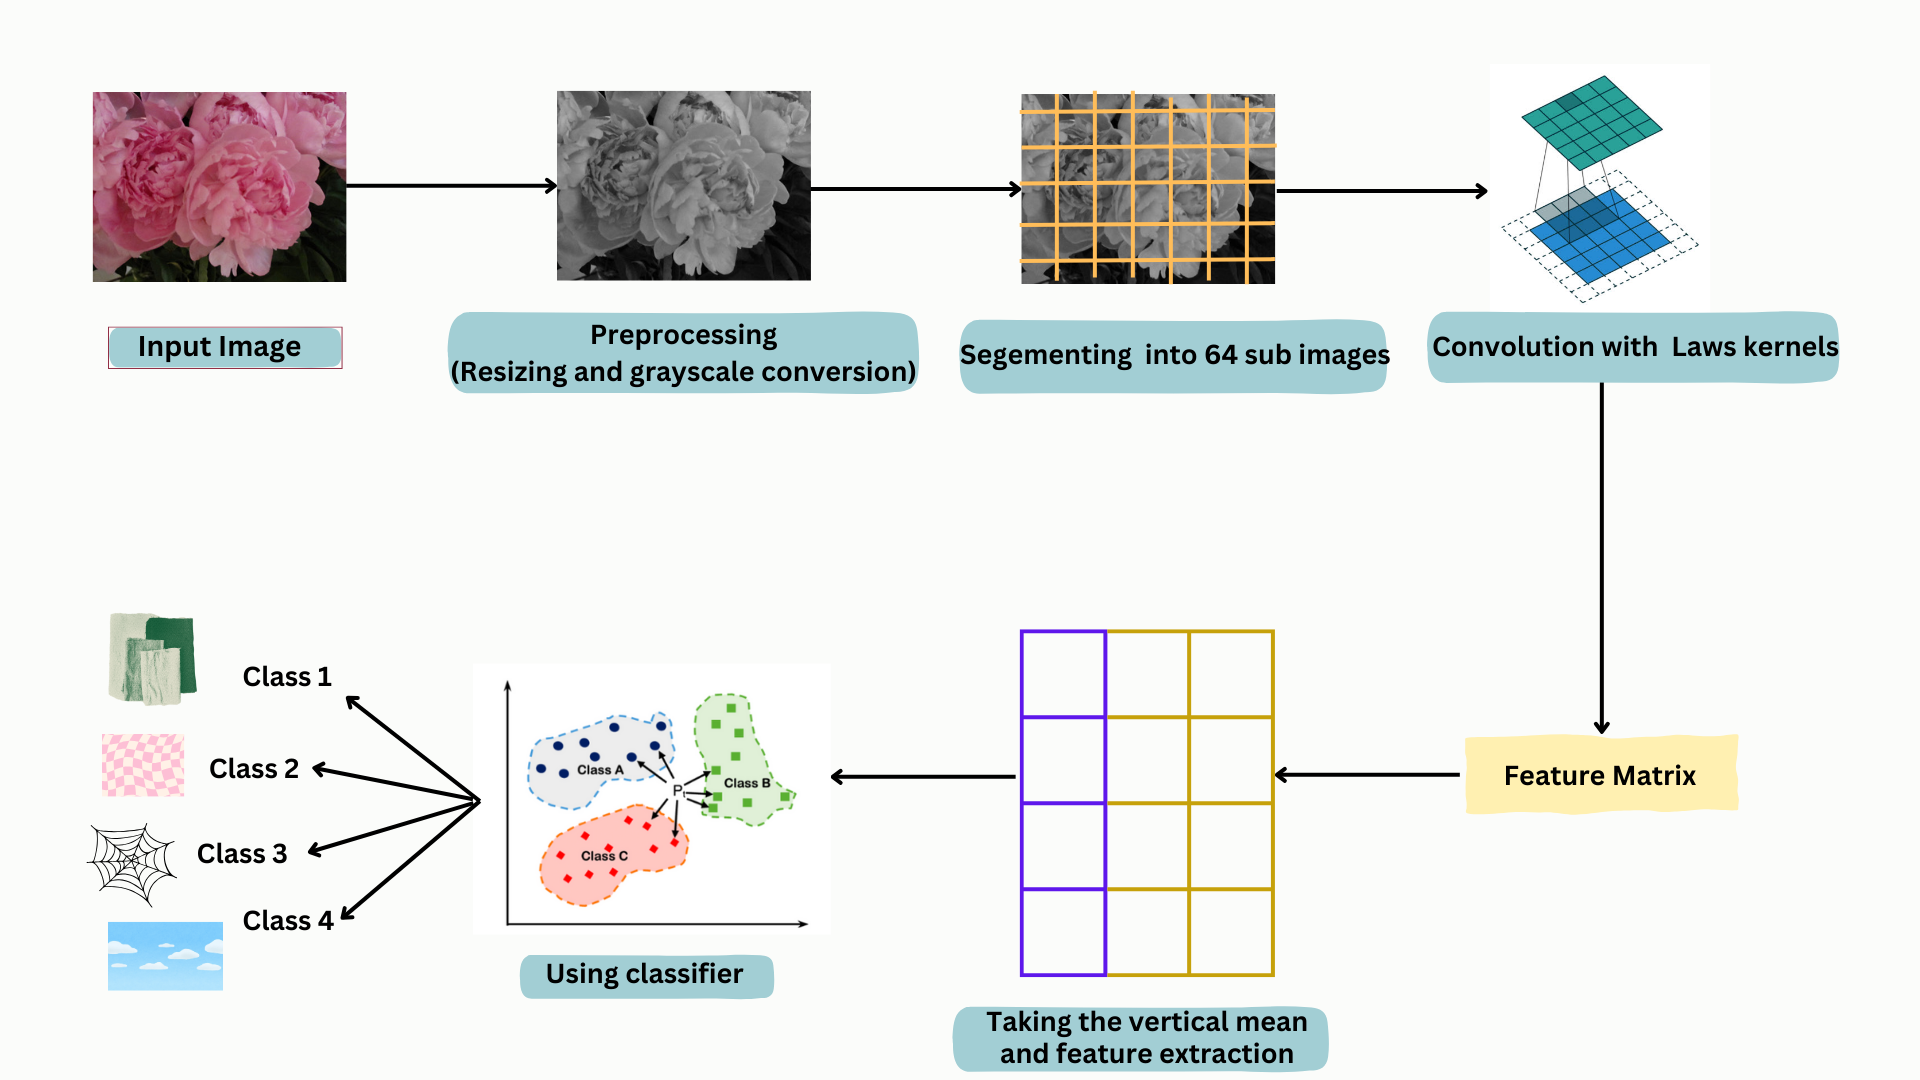 Input Image
Preprocessing
(Resizing and grayscale conversion)
Segementing into 64 sub images
Convolution with Laws kernels
Class 1
Class 2
Class 3
Class 4
Class A
Class B
Class C
Pt
Using classifier
Feature Matrix
Taking the vertical mean
and feature extraction